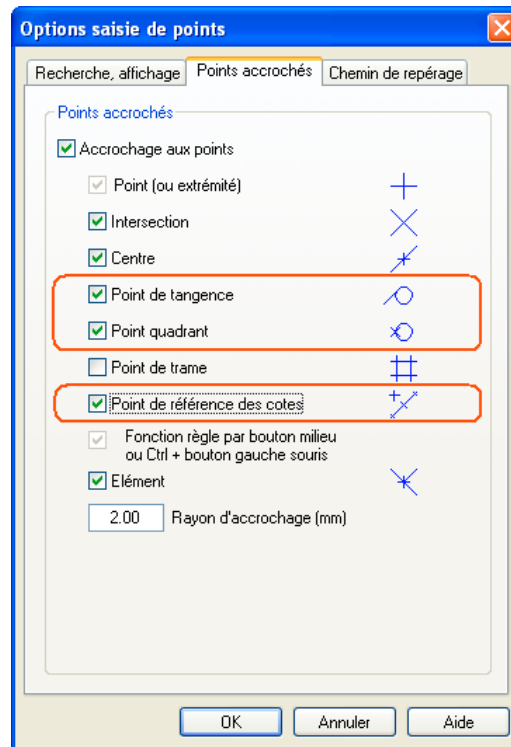 Options saisie de points
Recherche, affichage Points accrochés Chemin de repérage
Points accrochés
Accrochage aux points
Point (ou extrémité)
Intersection
Centre
Point de tangence
Point quadrant
Point de trame
Point de référence des cotes
Fonction règle par bouton milieu
ou Ctrl + bouton gauche souris
Elément
2.00 Rayon d'accrochage (mm)
OK Annuler Aide